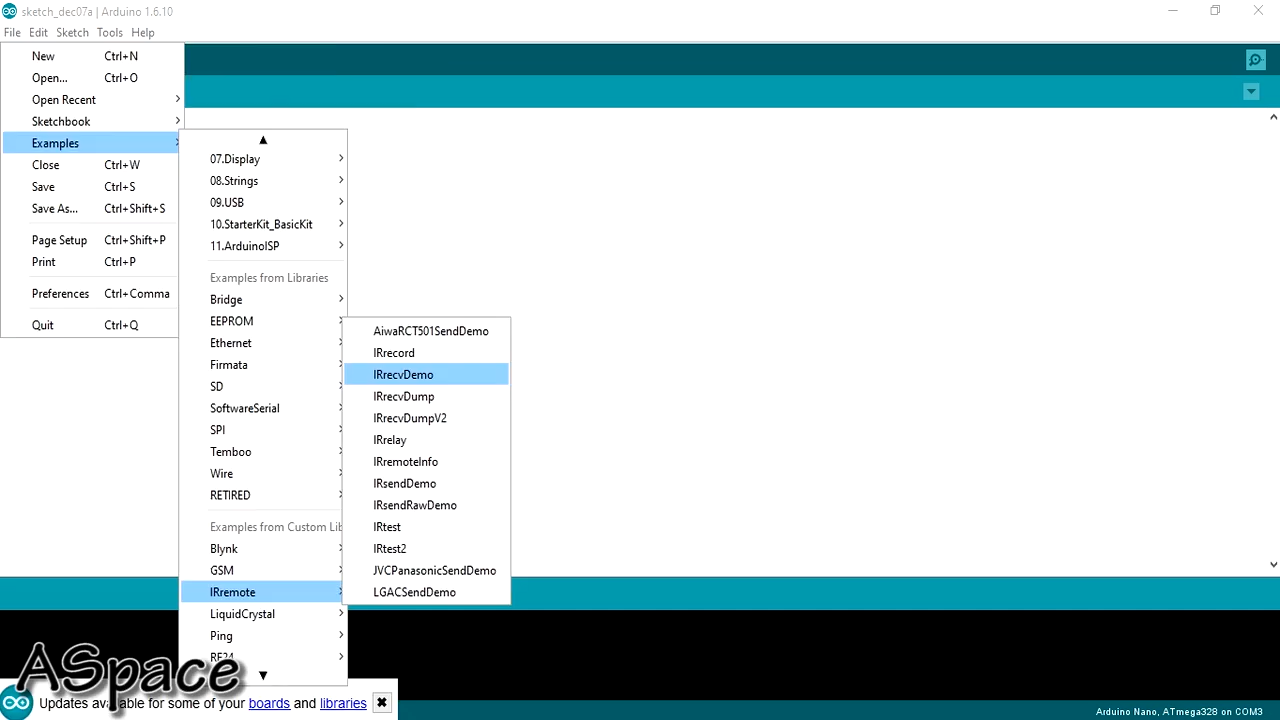 sketch_dec07a | Arduino 1.6.10
File Edit Sketch Tools Help
New Ctrl+N
Open... Ctrl+O
Open Recent
Sketchbook
Examples
Close Ctrl+W
Save Ctrl+S
Save As... Ctrl+Shift+S
Page Setup Ctrl+Shift+P
Print Ctrl+P
Preferences Ctrl+Comma
Quit Ctrl+Q
07.Display
08.Strings
09.USB
10.StarterKit_BasicKit
11.ArduinoISP
Examples from Libraries
Bridge
EEPROM
Ethernet
Firmata
SD
SoftwareSerial
SPI
Temboo
Wire
RETIRED
Examples from Custom Lib
Blynk
GSM
IRremote
LiquidCrystal
Ping
RF24
AiwaRCT501SendDemo
IRrecord
IRrecvDemo
IRrecvDump
IRrecvDumpV2
IRrelay
IRremoteInfo
IRsendDemo
IRsendRawDemo
IRtest
IRtest2
JVCPanasonicSendDemo
LGACSendDemo
ASpace
Updates available for some of your boards and libraries
Arduino Nano, ATmega328 on COM3